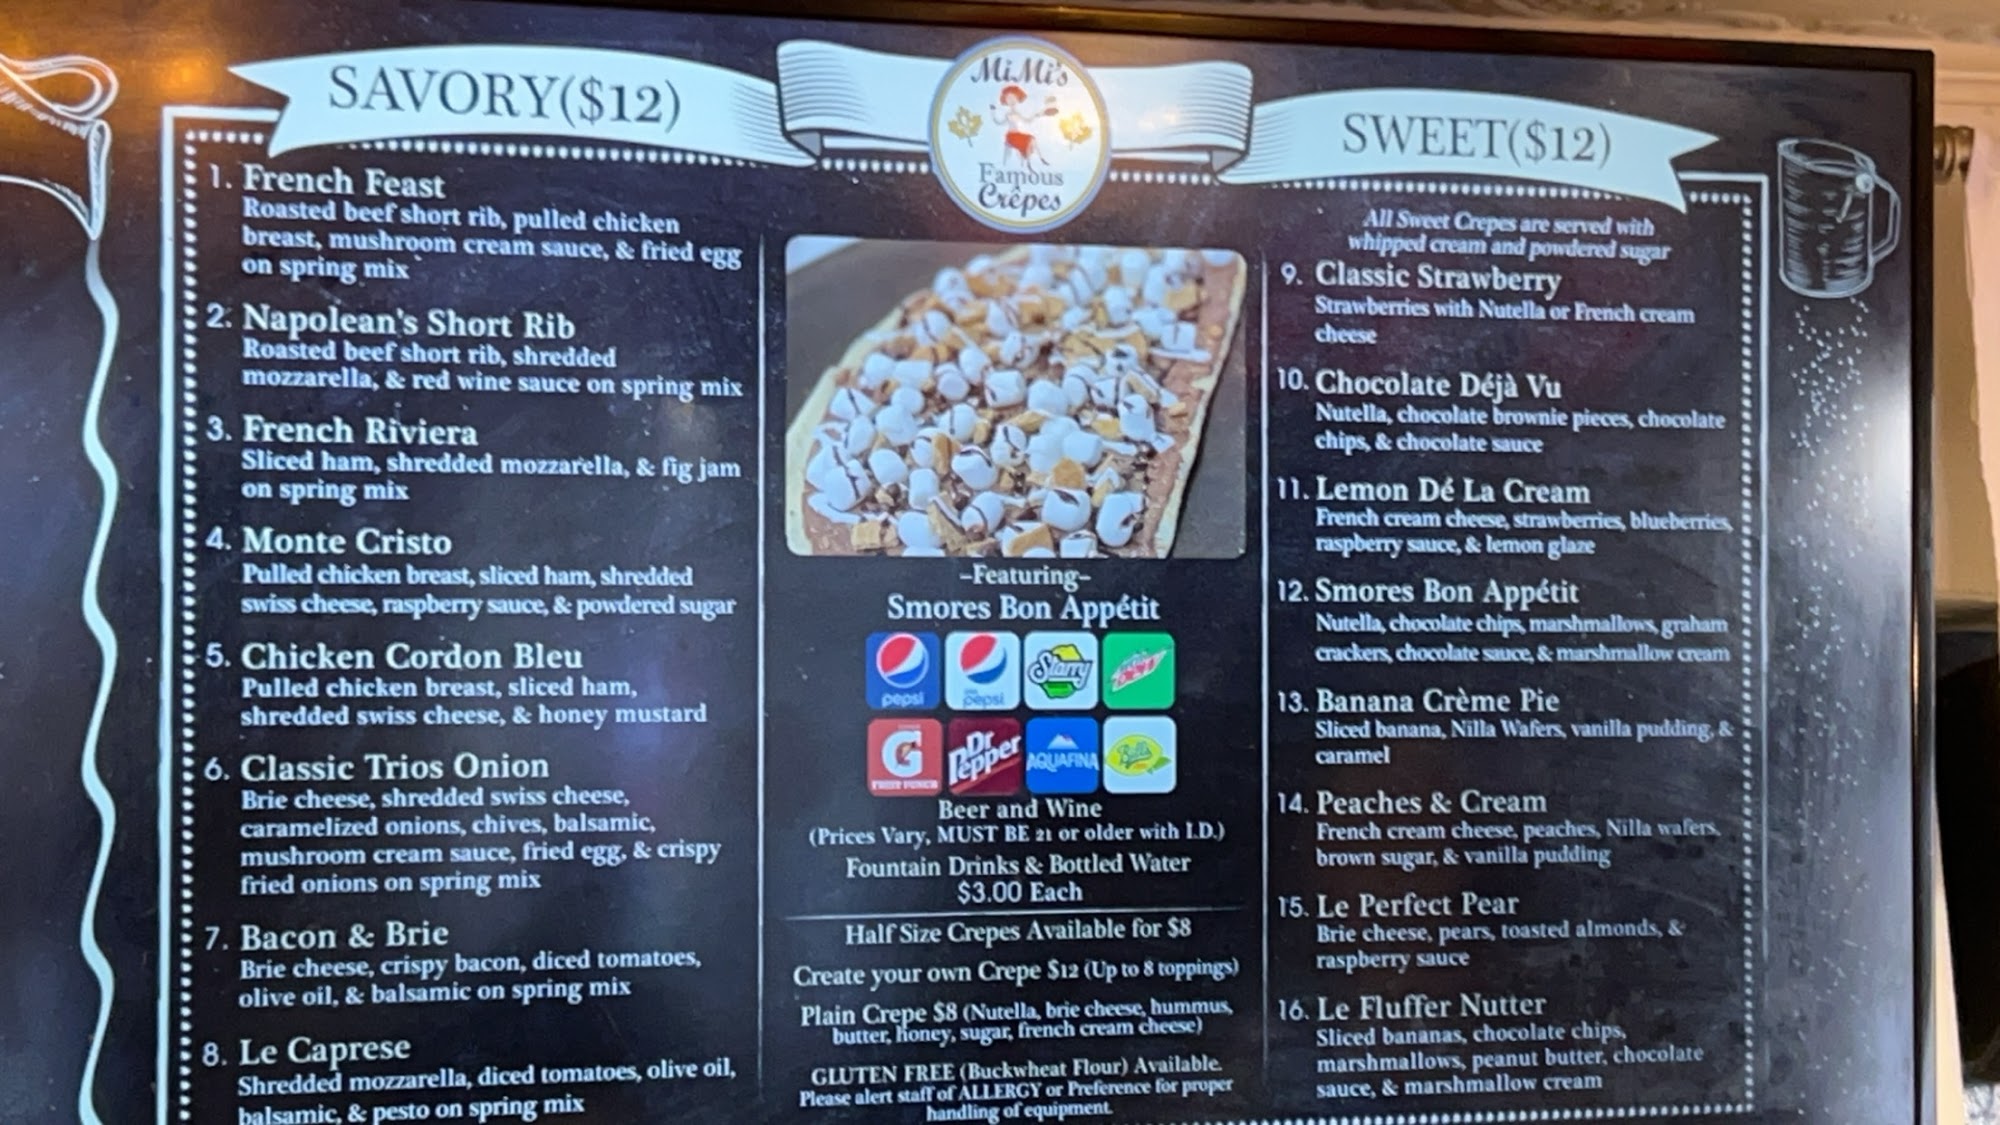 SAVORY($12)
1. French Feast
Roasted beef short rib, pulled chicken
breast, mushroom cream sauce, & fried egg
on spring mix
2. Napolean's Short Rib
Roasted beef short rib, shredded
mozzarella, & red wine sauce on spring mix
3. French Riviera
Sliced ham, shredded mozzarella, & fig jam
on spring mix
4. Monte Cristo
Pulled chicken breast, sliced ham, shredded
swiss cheese, raspberry sauce, & powdered sugar
5. Chicken Cordon Bleu
Pulled chicken breast, sliced ham,
shredded swiss cheese, & honey mustard
6. Classic Trios Onion
Brie cheese, shredded swiss cheese,
caramelized onions, chives, balsamic,
mushroom cream sauce, fried egg, & crispy
fried onions on spring mix
7. Bacon & Brie
Brie cheese, crispy bacon, diced tomatoes,
olive oil, & balsamic on spring mix
8. Le Caprese
Shredded mozzarella, diced tomatoes, olive oil,
balsamic, & pesto on spring mix
MiMi's
Famous
Crêpes
-Featuring-
Smores Bon Appétit
pepsi
pepsi
Starry
G
FRUIT PUNCH
Dr
Pepper
AQUAFINA
Beer and Wine
(Prices Vary, MUST BE 21 or older with I.D.)
Fountain Drinks & Bottled Water
$3.00 Each
Half Size Crepes Available for $8
Create your own Crepe $12 (Up to 8 toppings)
Plain Crepe $8 (Nutella, brie cheese, hummus,
butter, honey, sugar, french cream cheese)
GLUTEN FREE (Buckwheat Flour) Available.
Please alert staff of ALLERGY or Preference for proper
handling of equipment.
SWEET($12)
All Sweet Crepes are served with
whipped cream and powdered sugar
9. Classic Strawberry
Strawberries with Nutella or French cream
cheese
10. Chocolate Déjà Vu
Nutella, chocolate brownie pieces, chocolate
chips, & chocolate sauce
11. Lemon Dé La Cream
French cream cheese, strawberries, blueberries,
raspberry sauce, & lemon glaze
12. Smores Bon Appétit
Nutella, chocolate chips, marshmallows, graham
crackers, chocolate sauce, & marshmallow cream
13. Banana Crème Pie
Sliced banana, Nilla Wafers, vanilla pudding, &
caramel
14. Peaches & Cream
French cream cheese, peaches, Nilla wafers,
brown sugar, & vanilla pudding
15. Le Perfect Pear
Brie cheese, pears, toasted almonds, &
raspberry sauce
16. Le Fluffer Nutter
Sliced bananas, chocolate chips,
marshmallows, peanut butter, chocolate
sauce, & marshmallow cream